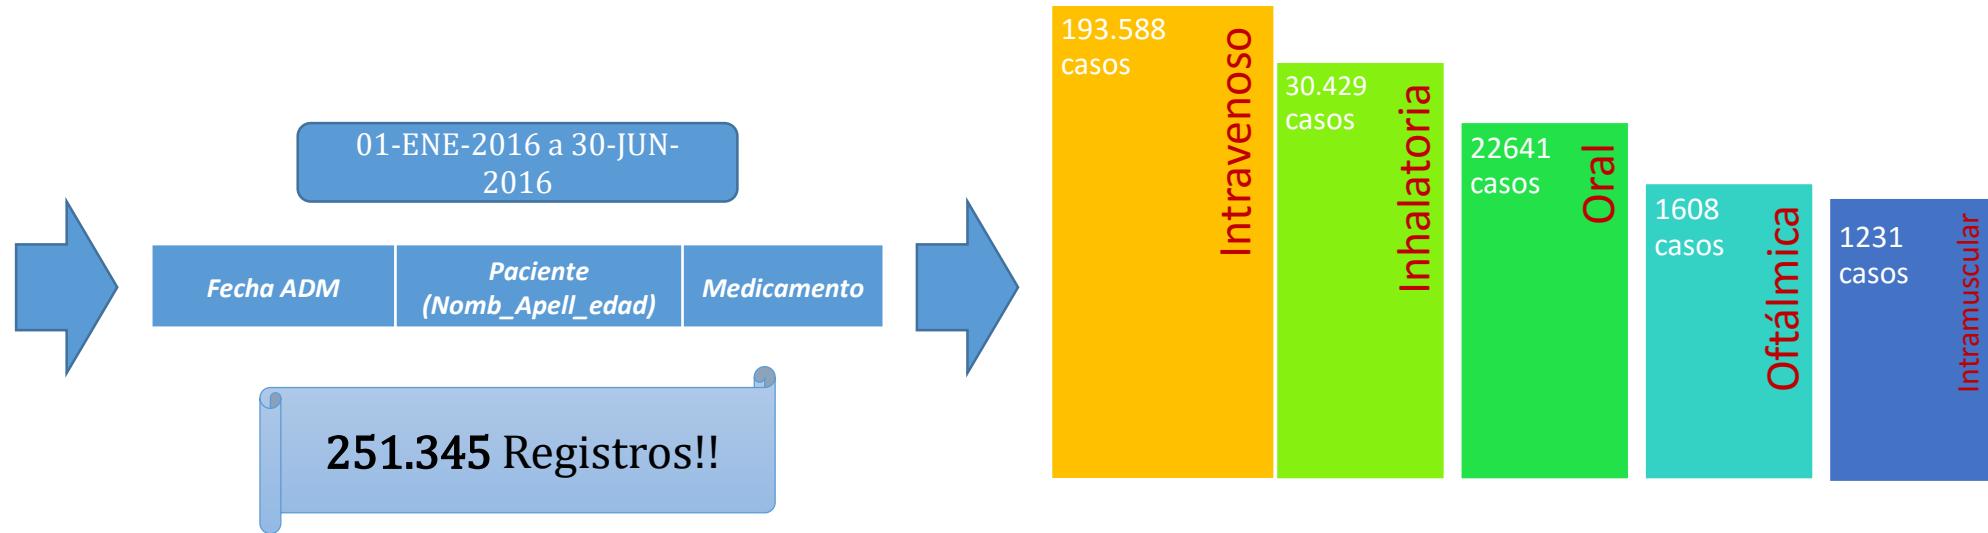 01-ENE-2016 a 30-JUN-
2016
Fecha ADM
Paciente
(Nomb_Apell_edad)
Medicamento
251.345 Registros!!
193.588
casos
Intravenoso
30.429
casos
Inhalatoria
22641
casos
Oral
1608
casos
Oftálmica
1231
casos
Intramuscular